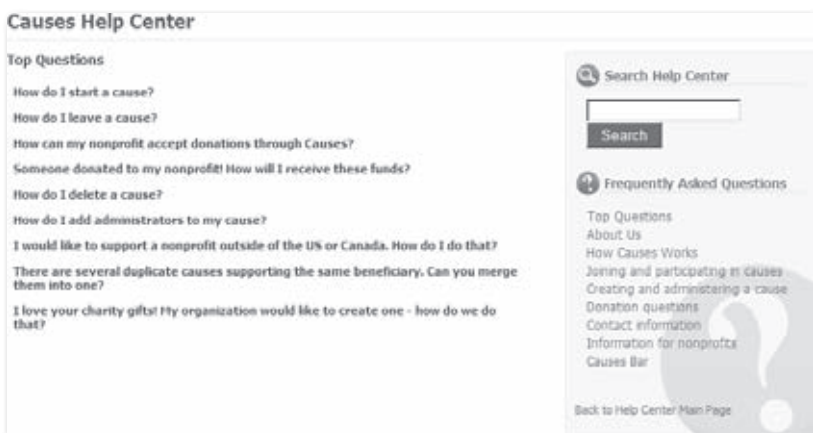 Causes Help Center
Top Questions
How do I start a cause?
How do I leave a cause?
How can my nonprofit accept donations through Causes?
Someone donated to my nonprofit! How will I receive these funds?
How do I delete a cause?
How do I add administrators to my cause?
I would like to support a nonprofit outside of the US or Canada. How do I do that?
There are several duplicate causes supporting the same beneficiary. Can you merge
them into one?
I love your charity gifts! My organization would like to create one - how do we do
that?
Search Help Center
Search
Frequently Asked Questions
Top Questions
About Us
How Causes Works
Joining and participating in causes
Creating and administering a cause
Donation questions
Contact information
Information for nonprofits
Causes Bar
Back to Help Center Main Page